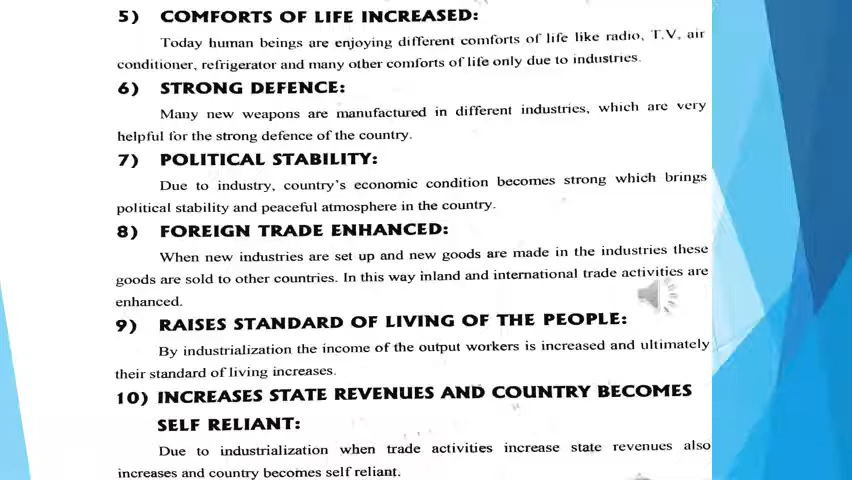 5) COMFORTS OF LIFE INCREASED:
Today human beings are enjoying different comforts of life like radio, T.V, air
conditioner, refrigerator and many other comforts of life only due to industries.
6) STRONG DEFENCE:
Many new weapons are manufactured in different industries, which are very
helpful for the strong defence of the country.
7) POLITICAL STABILITY:
Due to industry, country's economic condition becomes strong which brings
political stability and peaceful atmosphere in the country.
8) FOREIGN TRADE ENHANCED:
When new industries are set up and new goods are made in the industries these
goods are sold to other countries. In this way inland and international trade activities are
enhanced.
9) RAISES STANDARD OF LIVING OF THE PEOPLE:
By industrialization the income of the output workers is increased and ultimately
their standard of living increases.
10) INCREASES STATE REVENUES AND COUNTRY BECOMES
SELF RELIANT:
Due to industrialization when trade activities increase state revenues also
increases and country becomes self reliant.